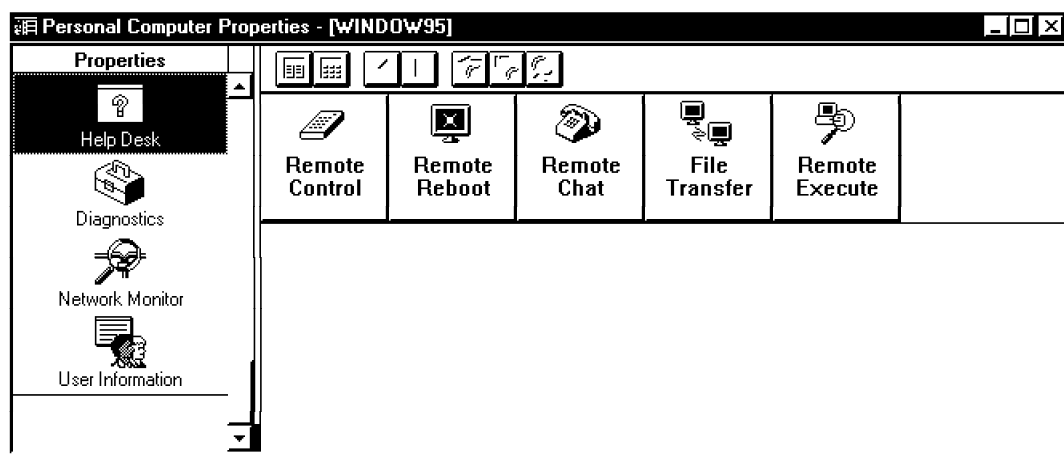 Personal Computer Properties - [WINDOW95]
Properties
Help Desk
Diagnostics
Network Monitor
User Information
Remote Control
Remote Reboot
Remote Chat
File Transfer
Remote Execute